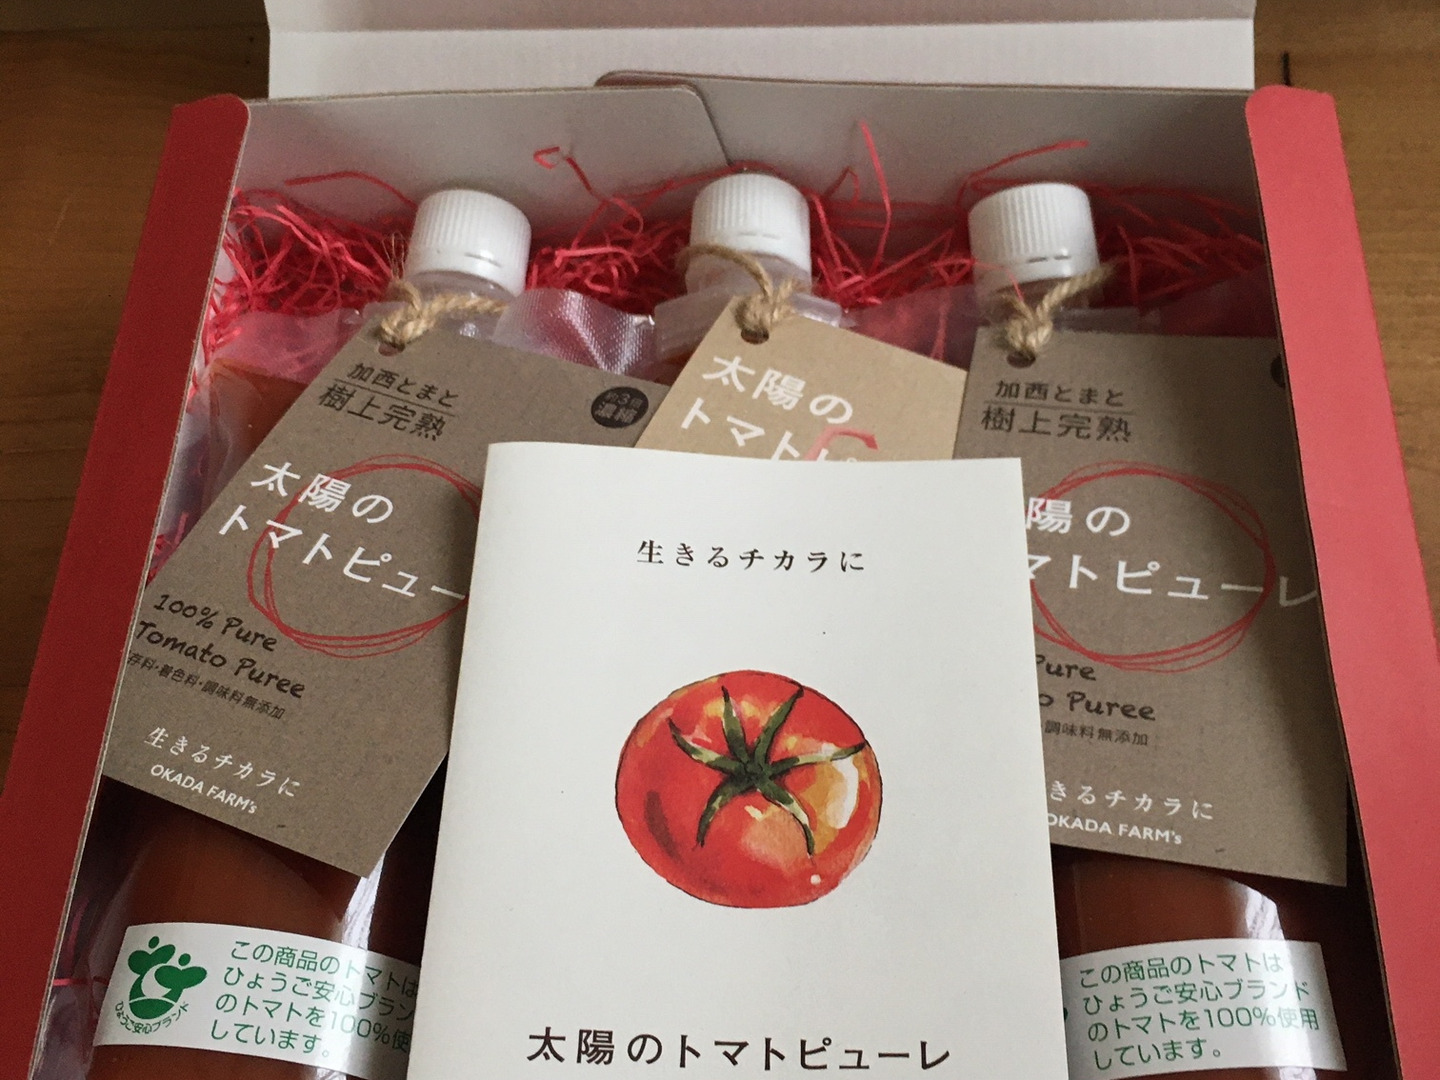 加西とまと
樹上完熟
約3倍
濃縮
太陽の
トマトピュー
100% Pure
Tomato Puree
存料・着色料・調味料無添加
生きるチカラに
OKADA FARM's
太陽の
トマトピ
加西とまと
樹上完熟
陽の
マトピューレ
Pure
o Puree
調味料無添加
きるチカラに
OKADA FARM's
生きるチカラに
太陽のトマトピューレ
ひょうご安心ブランド
この商品のトマトは
ひょうご安心ブラン
のトマトを100%使
しています。
この商品のトマトは
ひょうご安心ブランド
のトマトを100%使用
しています。